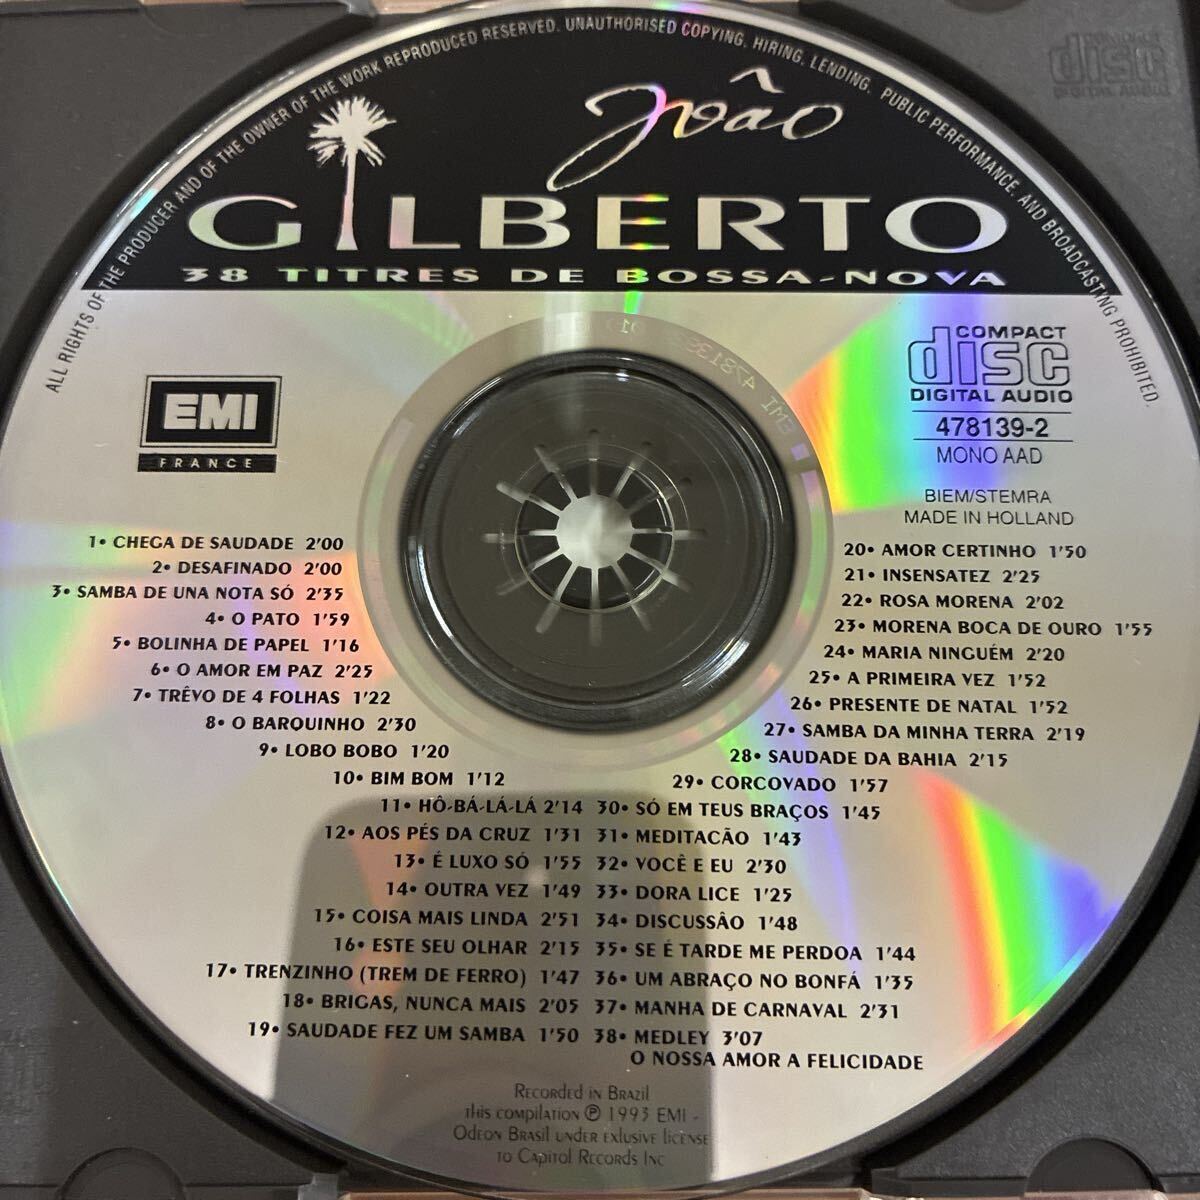 ALL RIGHTS OF THE PRODUCER AND OF THE OWNER OF THE WORK REPRODUCED RESERVED. UNAUTHORISED COPYING, HIRING, LENDING, PUBLIC PERFORMANCE, AND BROADCASTING PROHIBITED.
Joâo
GILBERTO
38 TITRES DE BOSSA-NOVA
disc
COMPACT
disc
DIGITAL AUDIO
478139-2
MONO AAD
BIEM/STEMRA
MADE IN HOLLAND
EMI
FRANCE
1• CHEGA DE SAUDADE 2'00
2• DESAFINADO 2'00
3• SAMBA DE UNA NOTA SÓ 2'35
4• O PATO 1'59
5• BOLINHA DE PAPEL 1'16
6• O AMOR EM PAZ 2'25
7• TRÊVO DE 4 FOLHAS 1'22
8• O BARQUINHO 2'30
9• LOBO BOBO 1'20
10• BIM BOM 1'12
11• HÔ-BÁ-LÁ-LÁ 2'14
12• AOS PÉS DA CRUZ 1'31
13• É LUXO SÓ 1'55
14• OUTRA VEZ 1'49
15• COISA MAIS LINDA 2'51
16• ESTE SEU OLHAR 2'15
17• TRENZINHO (TREM DE FERRO) 1'47
18• BRIGAS, NUNCA MAIS 2'05
19• SAUDADE FEZ UM SAMBA 1'50
20• AMOR CERTINHO 1'50
21• INSENSATEZ 2'25
22• ROSA MORENA 2'02
23• MORENA BOCA DE OURO 1'55
24• MARIA NINGUÉM 2'20
25• A PRIMEIRA VEZ 1'52
26• PRESENTE DE NATAL 1'52
27• SAMBA DA MINHA TERRA 2'19
28• SAUDADE DA BAHIA 2'15
29• CORCOVADO 1'57
30• SÓ EM TEUS BRAÇOS 1'45
31• MEDITACÃO 1'43
32• VOCÊ E EU 2'30
33• DORA LICE 1'25
34• DISCUSSÂO 1'48
35• SE É TARDE ME PERDOA 1'44
36• UM ABRAÇO NO BONFÁ 1'35
37• MANHA DE CARNAVAL 2'31
38• MEDLEY 3'07
O NOSSA AMOR A FELICIDADE
RECORDED IN BRAZIL
THIS COMPILATION ℗ 1993 EMI -
ODEON BRASIL UNDER EXLUSIVE LICENSE
TO CAPITOL RECORDS INC